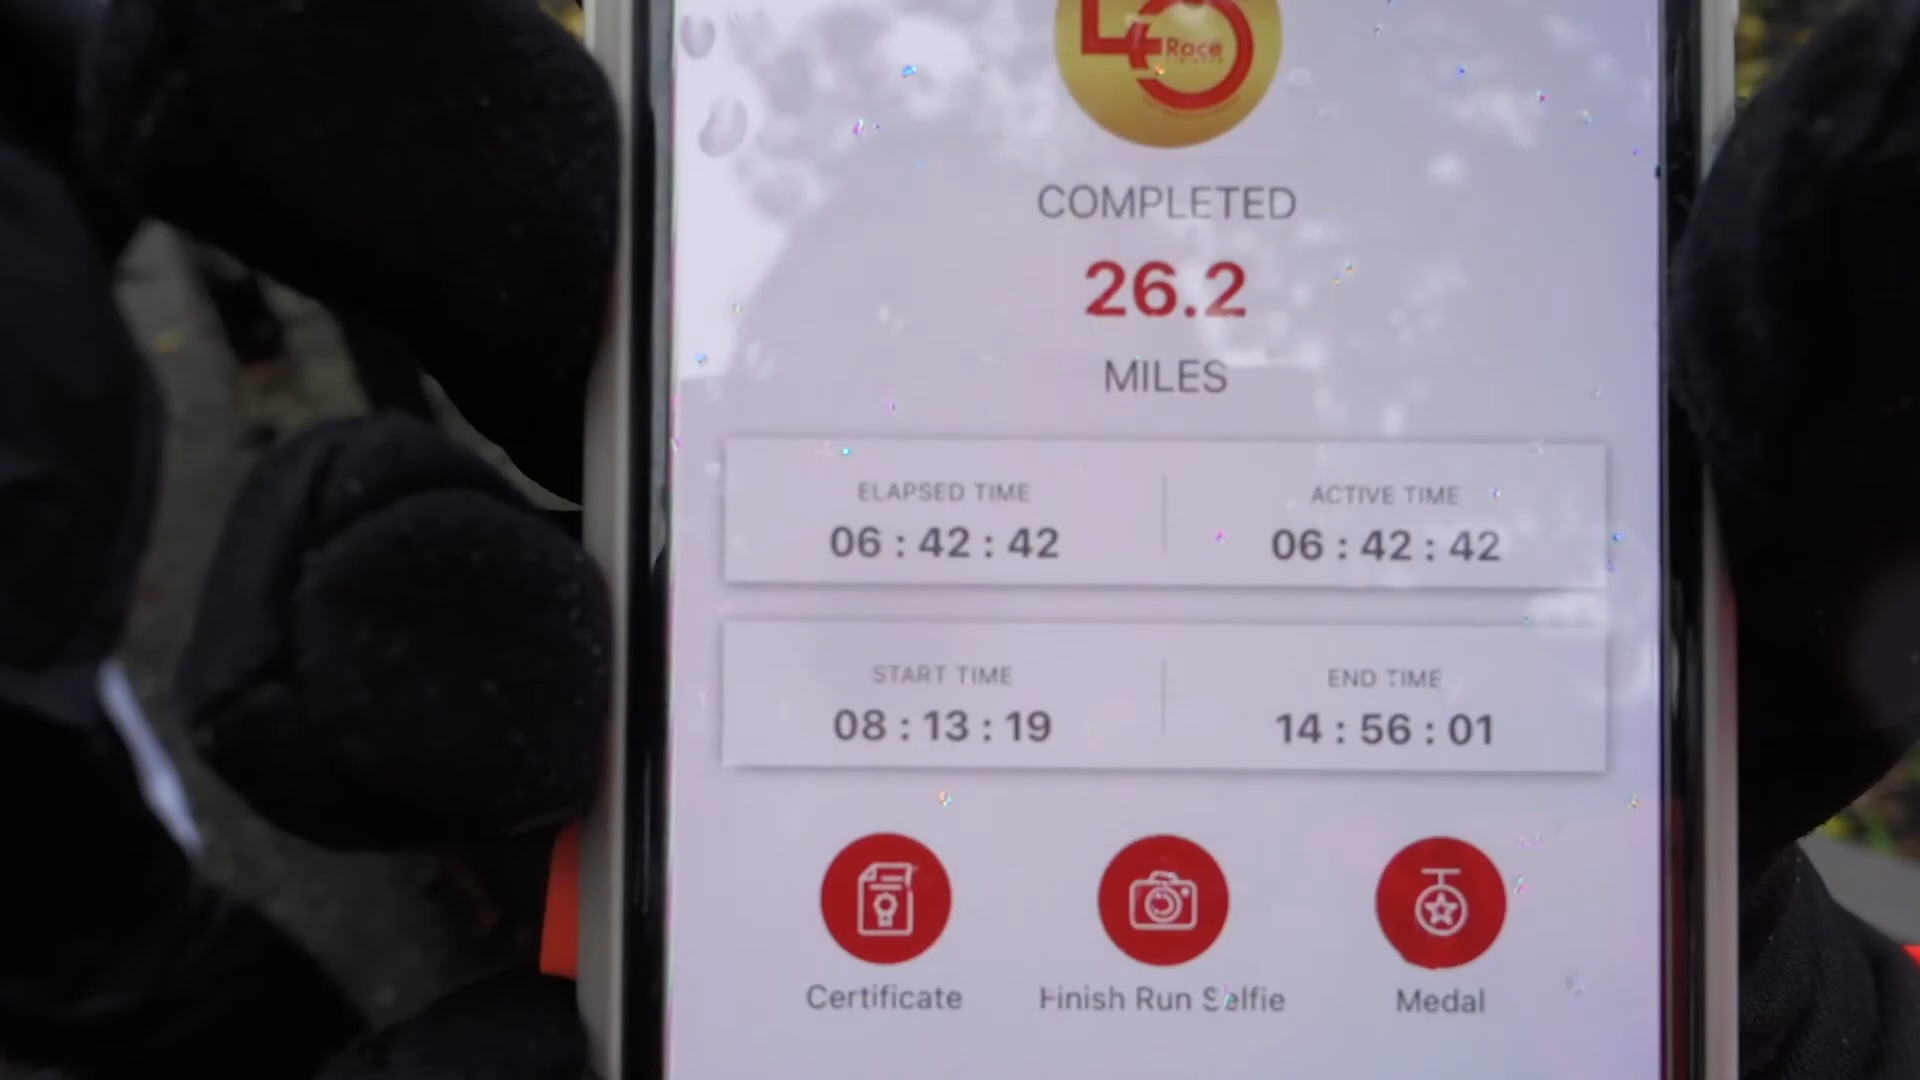 40
Race
COMPLETED
26.2
MILES
ELAPSED TIME
06 : 42 : 42
ACTIVE TIME
06 : 42 : 42
START TIME
08 : 13 : 19
END TIME
14 : 56 : 01
Certificate
Finish Run Selfie
Medal